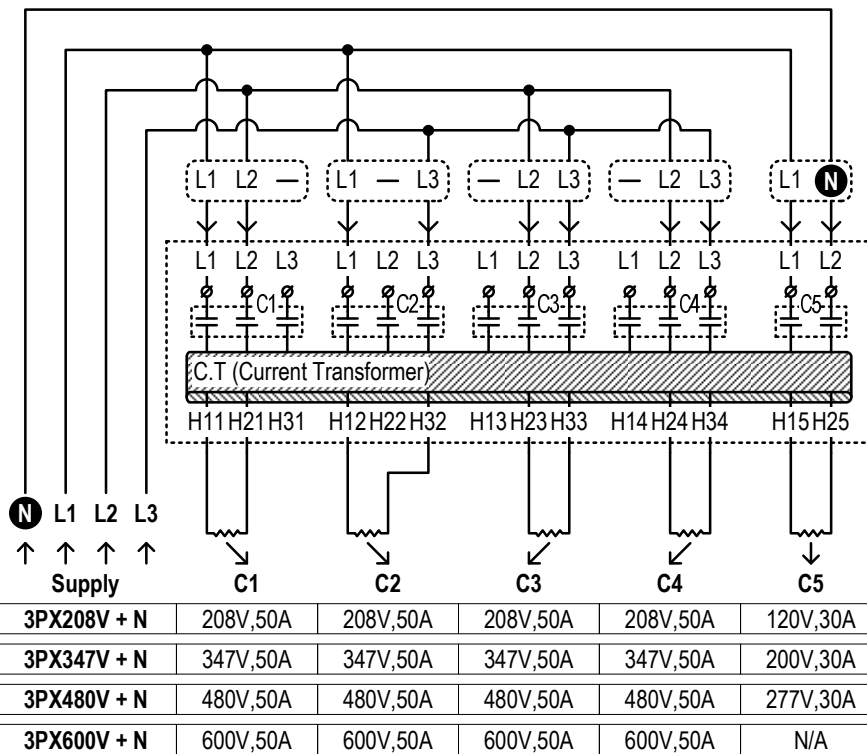 L1 L2 — L1 — L3 — L2 L3 — L2 L3 L1 N
L1 L2 L3 L1 L2 L3 L1 L2 L3 L1 L2 L3 L1 L2
C1 C2 C3 C4 C5
C.T (Current Transformer)
H11 H21 H31 H12 H22 H32 H13 H23 H33 H14 H24 H34 H15 H25
N L1 L2 L3
Supply C1 C2 C3 C4 C5
3PX208V + N 208V,50A 208V,50A 208V,50A 208V,50A 120V,30A
3PX347V + N 347V,50A 347V,50A 347V,50A 347V,50A 200V,30A
3PX480V + N 480V,50A 480V,50A 480V,50A 480V,50A 277V,30A
3PX600V + N 600V,50A 600V,50A 600V,50A 600V,50A N/A